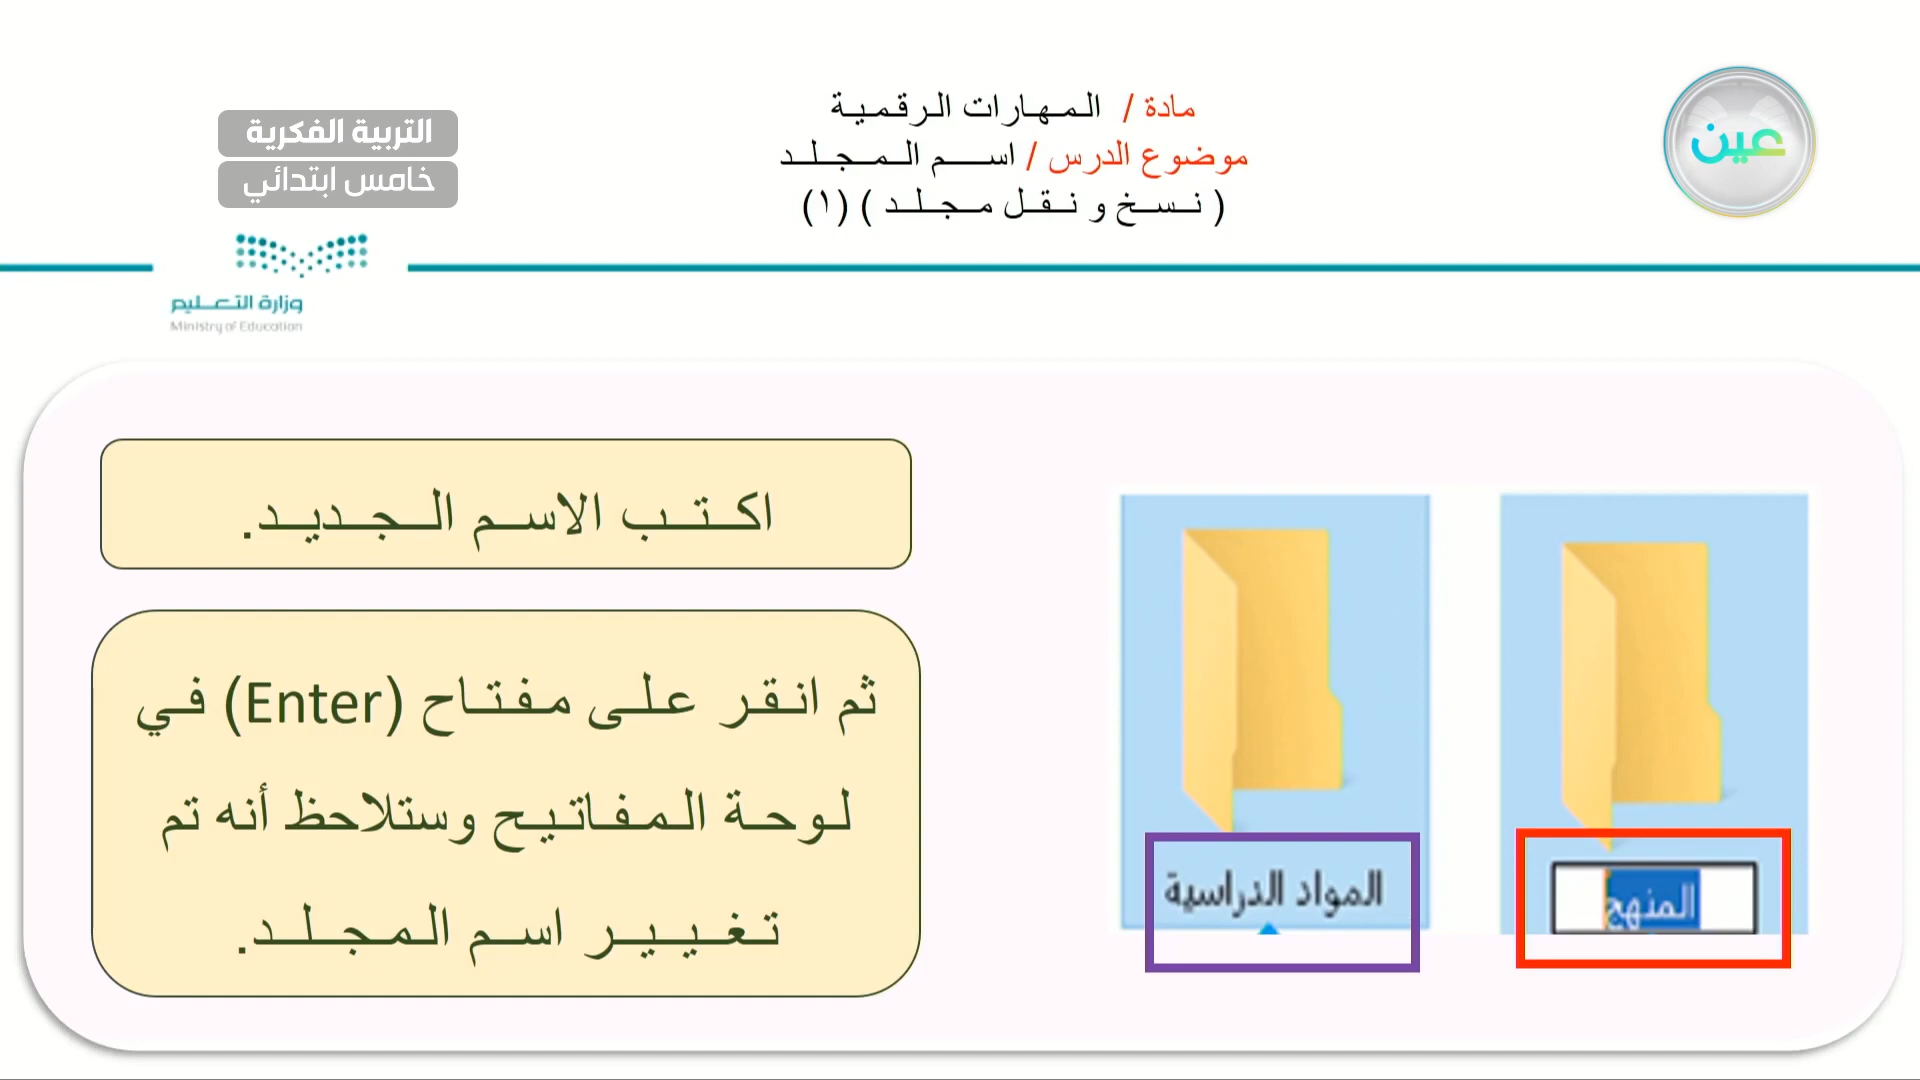 مادة / المهارات الرقمية
موضوع الدرس / اسم المجلد
( نسخ و نقل مجلد ) (١)
عين
التربية الفكرية
خامس ابتدائي
وزارة التعليم
Ministry of Education
اكتب الاسم الجديد.
ثم انقر على مفتاح (Enter) في
لوحة المفاتيح وستلاحظ أنه تم
تغيير اسم المجلد.
المنهج
المواد الدراسية